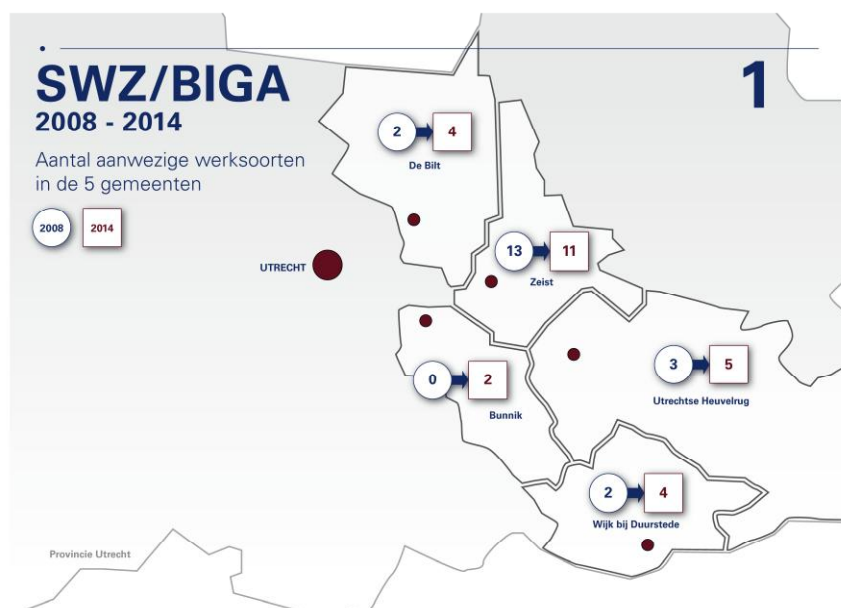 SWZ/BIGA
1
2008 - 2014
Aantal aanwezige werksoorten
in de 5 gemeenten
2008 2014
2 4
De Bilt
UTRECHT
13 11
Zeist
0 2
Bunnik
3 5
Utrechtse Heuvelrug
2 4
Wijk bij Duurstede
Provincie Utrecht